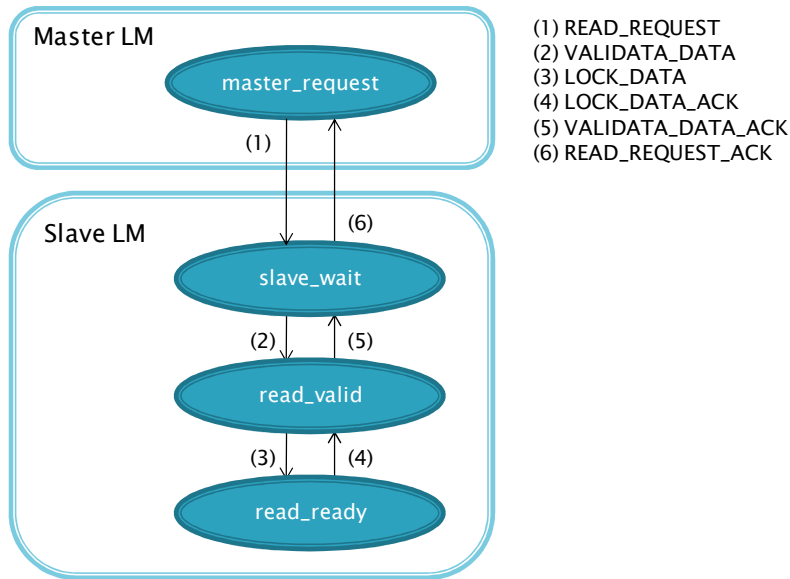 Master LM
master_request
(1)
(6)
Slave LM
slave_wait
(2)
(5)
read_valid
(3)
(4)
read_ready
(1) READ_REQUEST
(2) VALIDATA_DATA
(3) LOCK_DATA
(4) LOCK_DATA_ACK
(5) VALIDATA_DATA_ACK
(6) READ_REQUEST_ACK